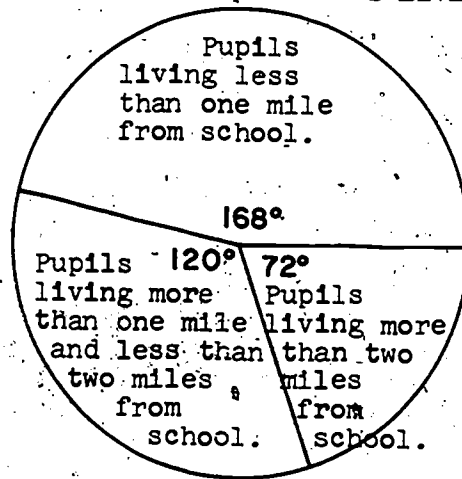 Pupils
living less
than one mile
from school.
168°
120°
72°
Pupils
living more
than one mile
and less than
two miles
from
school.
Pupils
living more
than two
miles
from
school.